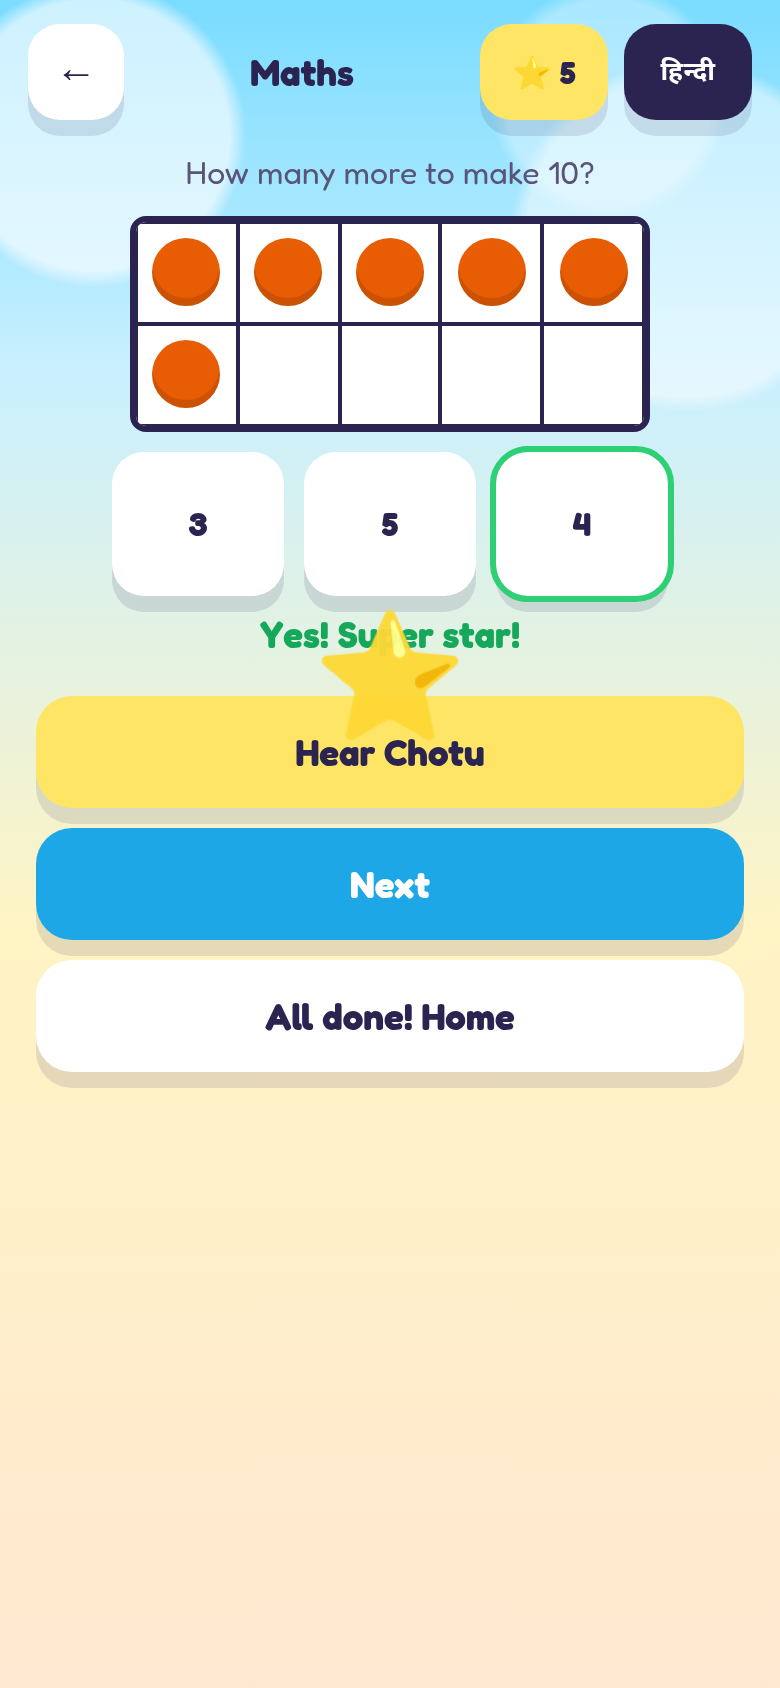 ← Maths ⭐ 5 हिन्दी
How many more to make 10?
3 5 4
Yes! Super star!
Hear Chotu
Next
All done! Home